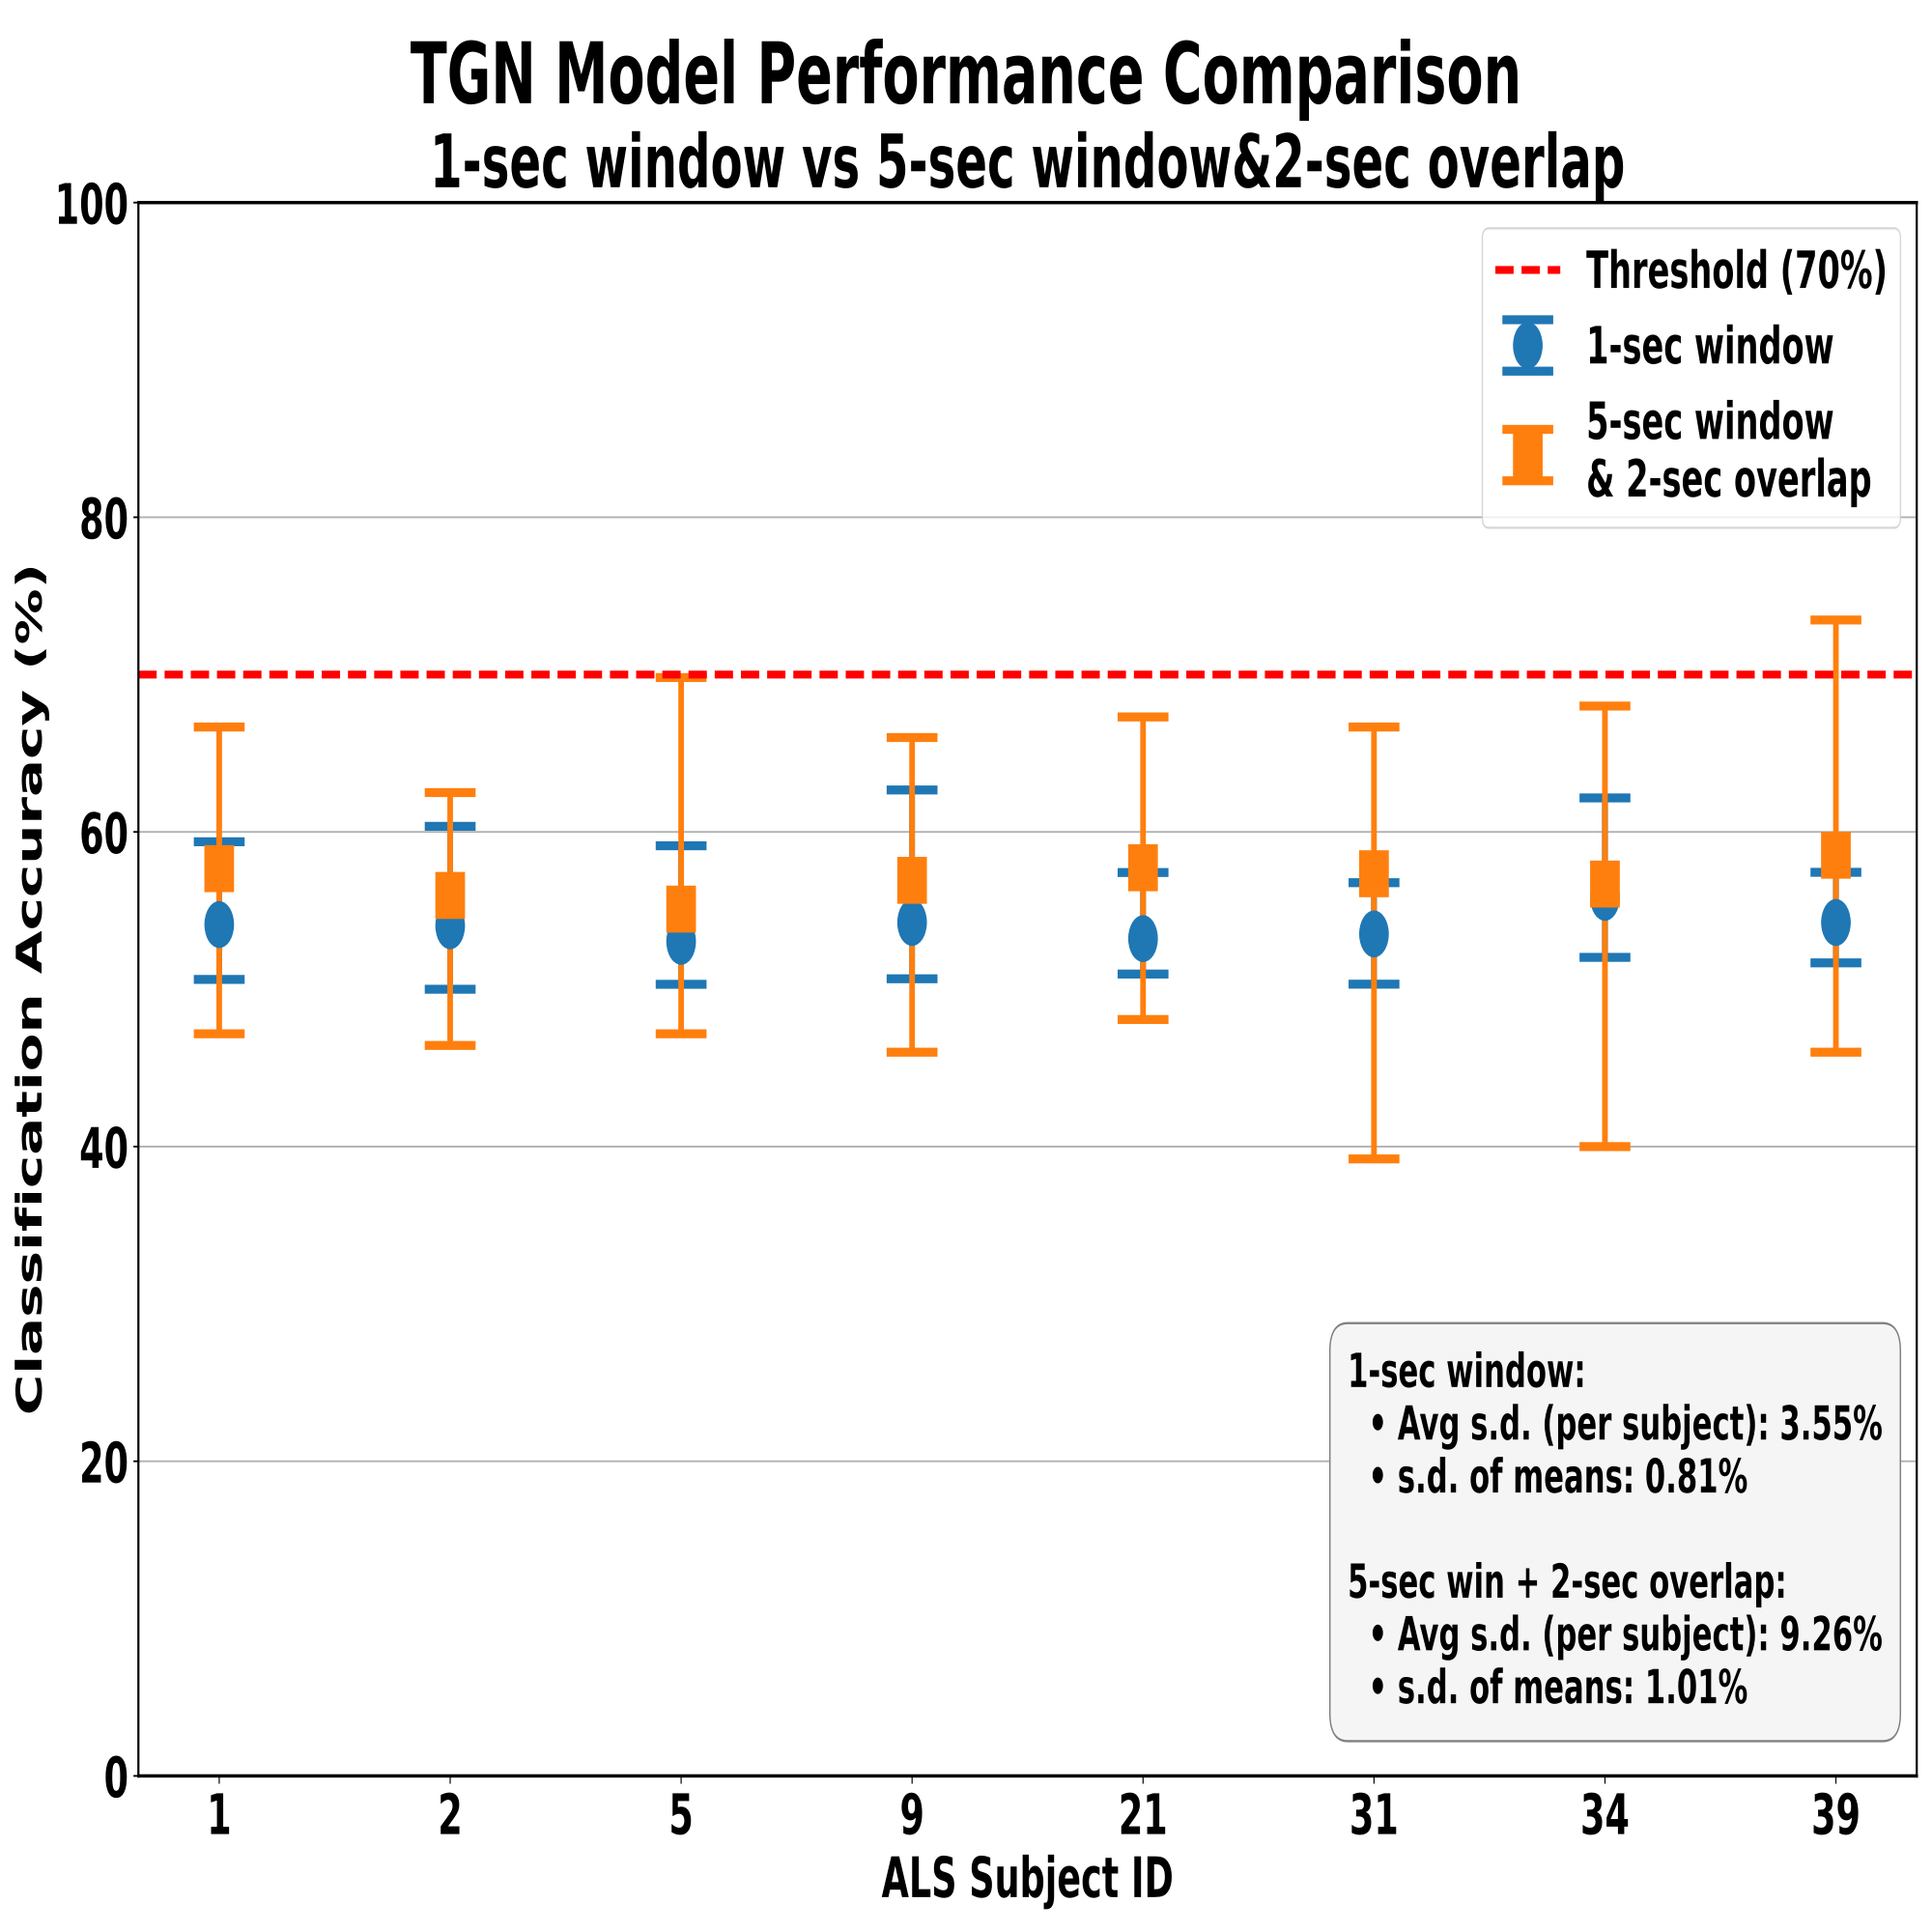 TGN Model Performance Comparison
1-sec window vs 5-sec window&2-sec overlap
Classification Accuracy (%)
100
80
60
40
20
0
Threshold (70%)
1-sec window
5-sec window
& 2-sec overlap
1-sec window:
• Avg s.d. (per subject): 3.55%
• s.d. of means: 0.81%
5-sec win + 2-sec overlap:
• Avg s.d. (per subject): 9.26%
• s.d. of means: 1.01%
1 2 5 9 21 31 34 39
ALS Subject ID